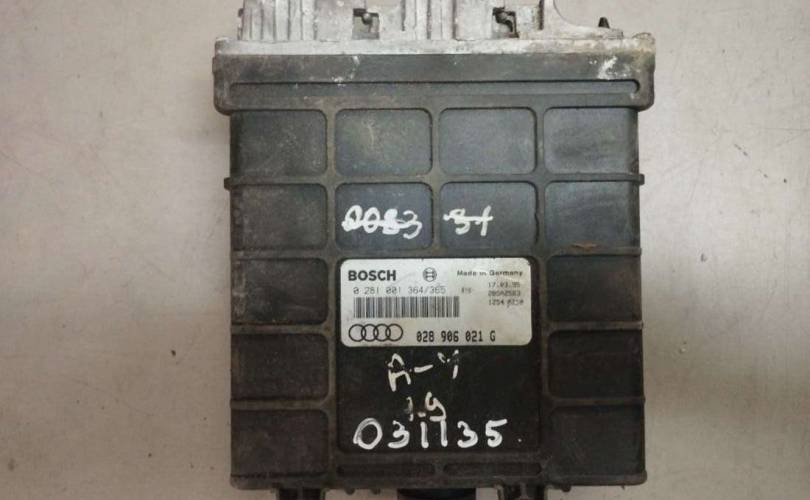 0083 31
BOSCH Made in Germany
0 281 001 364/365 17.03.95
028 906 021 G
A-4
1.9
031135